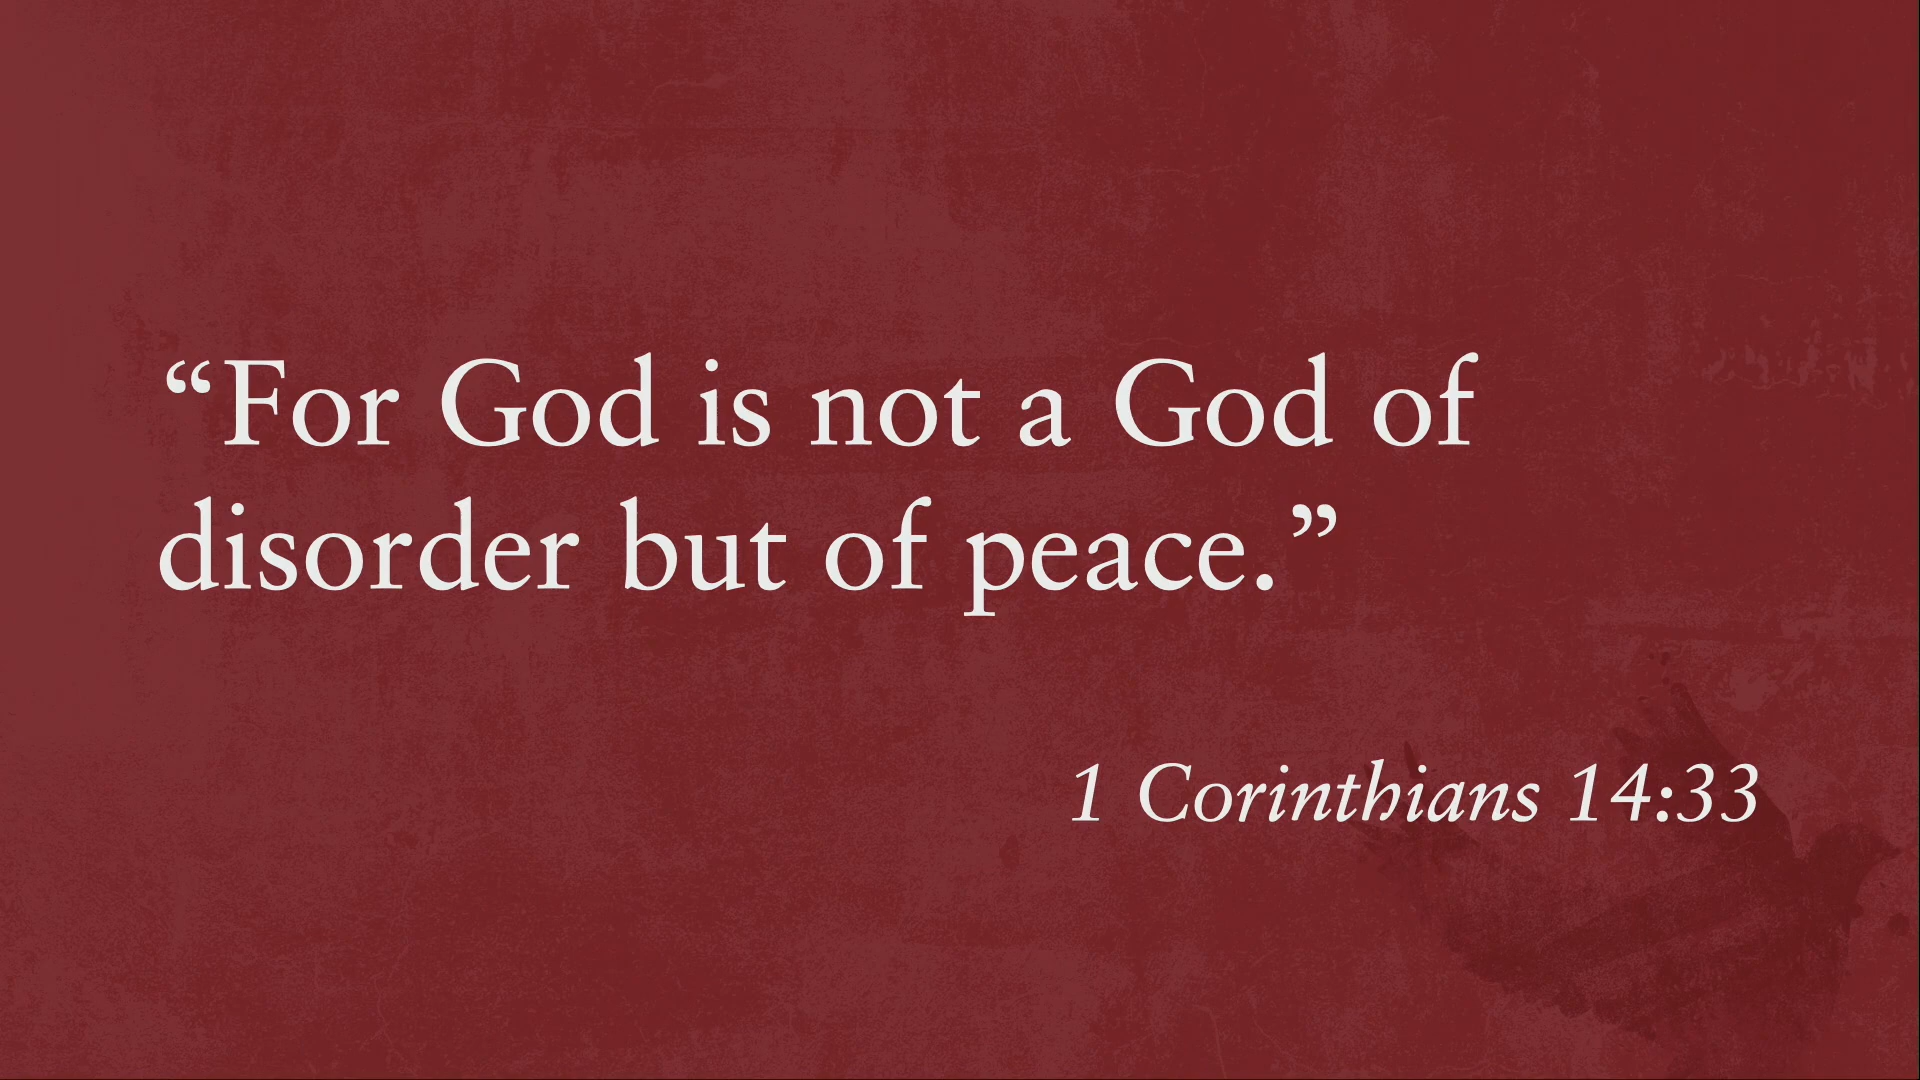 “For God is not a God of
disorder but of peace.”
1 Corinthians 14:33